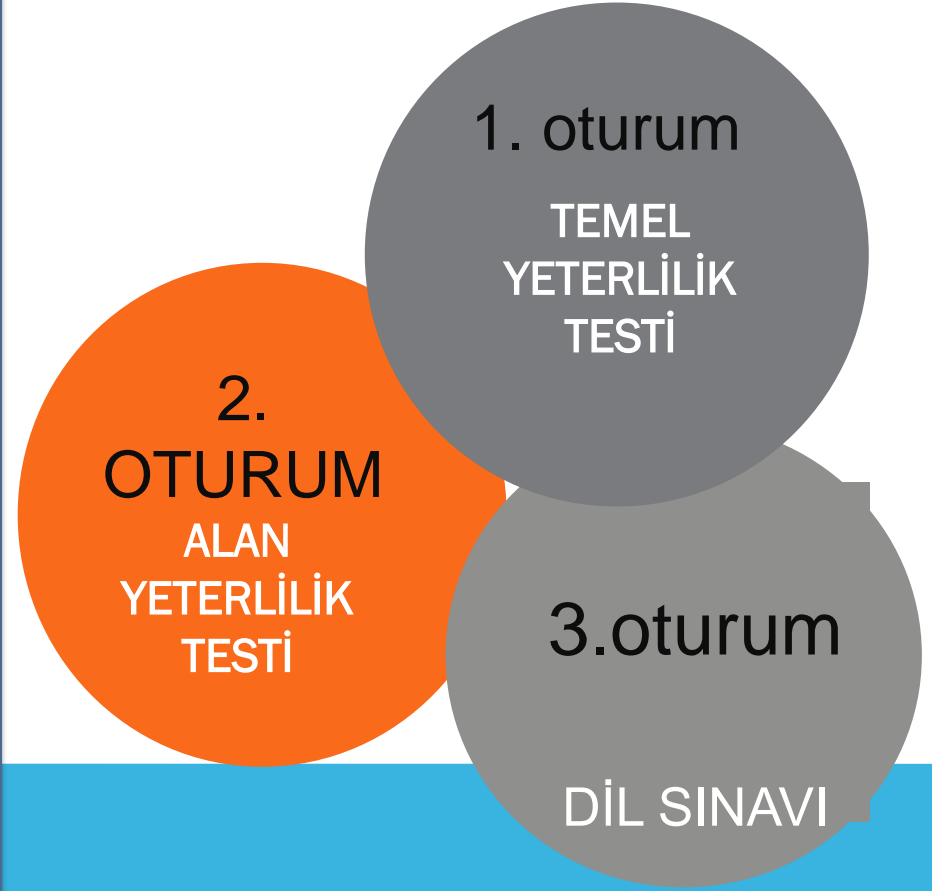 1. oturum
TEMEL
YETERLİLİK
TESTİ
2.
OTURUM
ALAN
YETERLİLİK
TESTİ
3.oturum
DİL SINAVI